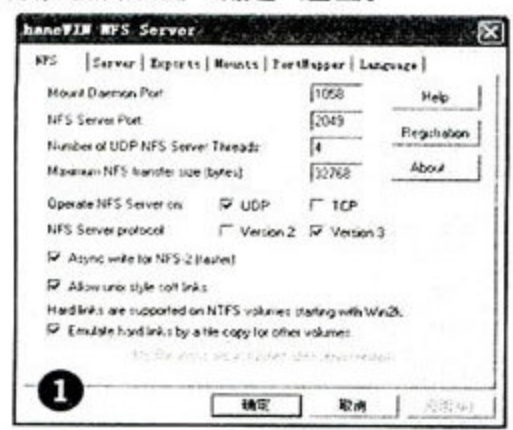 haneWIN NFS Server
NFS | Server | Exports | Mounts | PortMapper | Language
Mount Daemon Port 1058
Help
NFS Server Port 2049
Registration
Number of UDP NFS Server Threads 4
Maximum NFS transfer size (bytes) 32768
About
Operate NFS Server on: UDP TCP
NFS Server protocol Version 2 Version 3
Async write for NFS-2 (faster)
Allow unix style soft links
Hard links are supported on NTFS volumes starting with Win2k.
Emulate hard links by a file copy for other volumes.
1
确定 取消